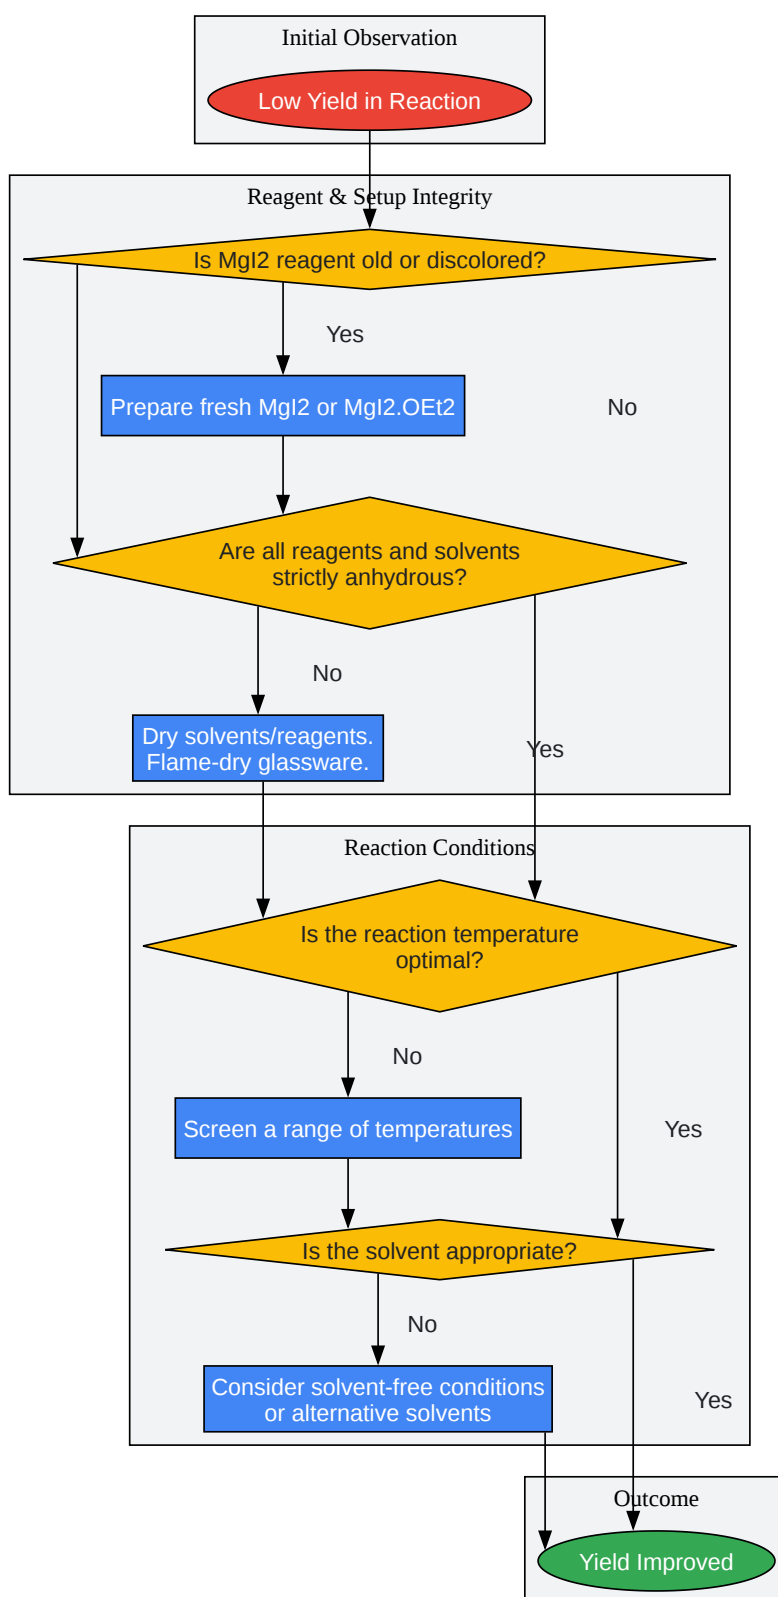 Initial Observation
Low Yield in Reaction
Reagent & Setup Integrity
Is MgI2 reagent old or discolored?
Yes
Prepare fresh MgI2 or MgI2.OEt2
No
Are all reagents and solvents
strictly anhydrous?
No
Dry solvents/reagents.
Flame-dry glassware.
Yes
Reaction Conditions
Is the reaction temperature
optimal?
No
Screen a range of temperatures
Yes
Is the solvent appropriate?
No
Consider solvent-free conditions
or alternative solvents
Yes
Outcome
Yield Improved